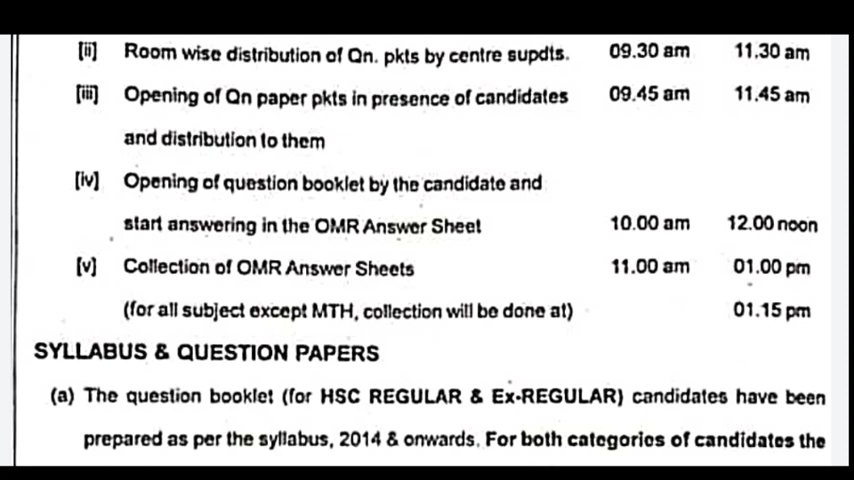 [ii] Room wise distribution of Qn. pkts by centre supdts. 09.30 am 11.30 am
[iii] Opening of Qn paper pkts in presence of candidates 09.45 am 11.45 am
and distribution to them
[iv] Opening of question booklet by the candidate and
start answering in the OMR Answer Sheet 10.00 am 12.00 noon
[v] Collection of OMR Answer Sheets 11.00 am 01.00 pm
(for all subject except MTH, collection will be done at) 01.15 pm
SYLLABUS & QUESTION PAPERS
(a) The question booklet (for HSC REGULAR & Ex-REGULAR) candidates have been
prepared as per the syllabus, 2014 & onwards. For both categories of candidates the